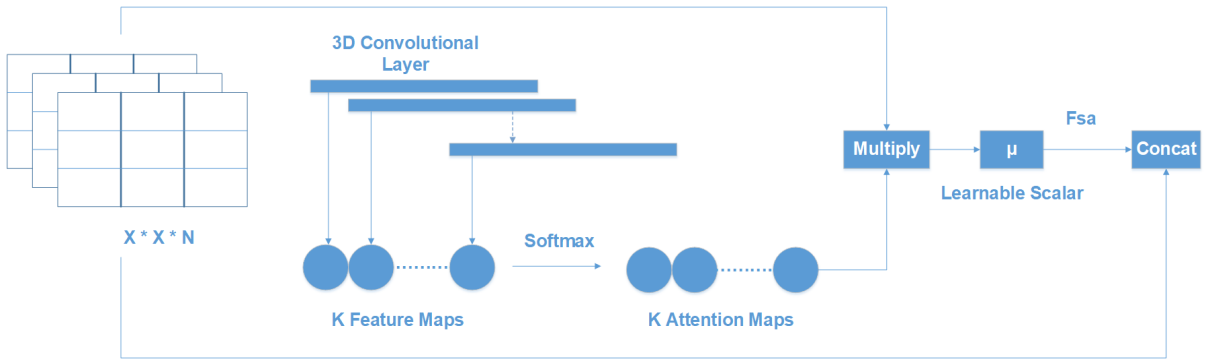 3D Convolutional
Layer
X * X * N
Softmax
K Feature Maps
K Attention Maps
Multiply
μ
Learnable Scalar
Fsa
Concat